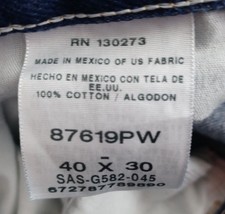 RN 130273
MADE IN MEXICO OF US FABRIC
HECHO EN MEXICO CON TELA DE
EE.UU.
100% COTTON / ALGODON
87619PW
-
40 X 30
SAS-G582-045